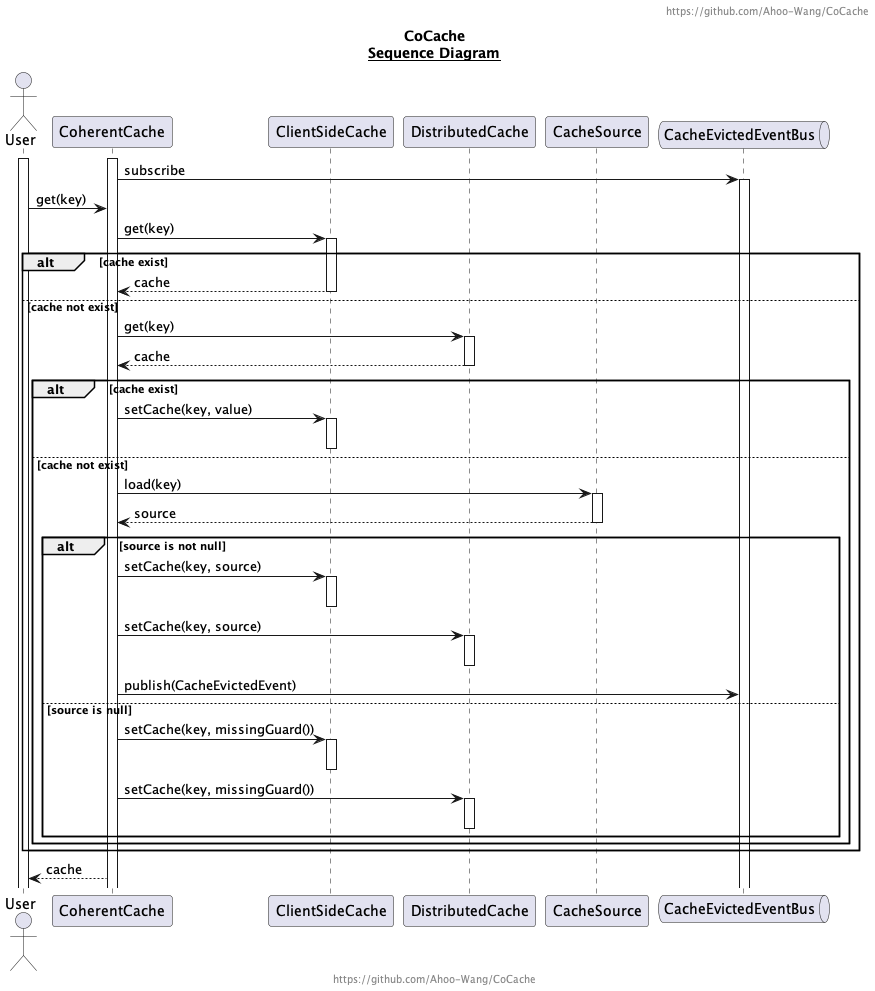 https://github.com/Ahoo-Wang/CoCache
CoCache
Sequence Diagram
User
CoherentCache
ClientSideCache
DistributedCache
CacheSource
CacheEvictedEventBus
subscribe
get(key)
get(key)
alt
[cache exist]
cache
[cache not exist]
get(key)
cache
alt
[cache exist]
setCache(key, value)
[cache not exist]
load(key)
source
alt
[source is not null]
setCache(key, source)
setCache(key, source)
publish(CacheEvictedEvent)
[source is null]
setCache(key, missingGuard())
setCache(key, missingGuard())
cache
User
CoherentCache
ClientSideCache
DistributedCache
CacheSource
CacheEvictedEventBus
https://github.com/Ahoo-Wang/CoCache